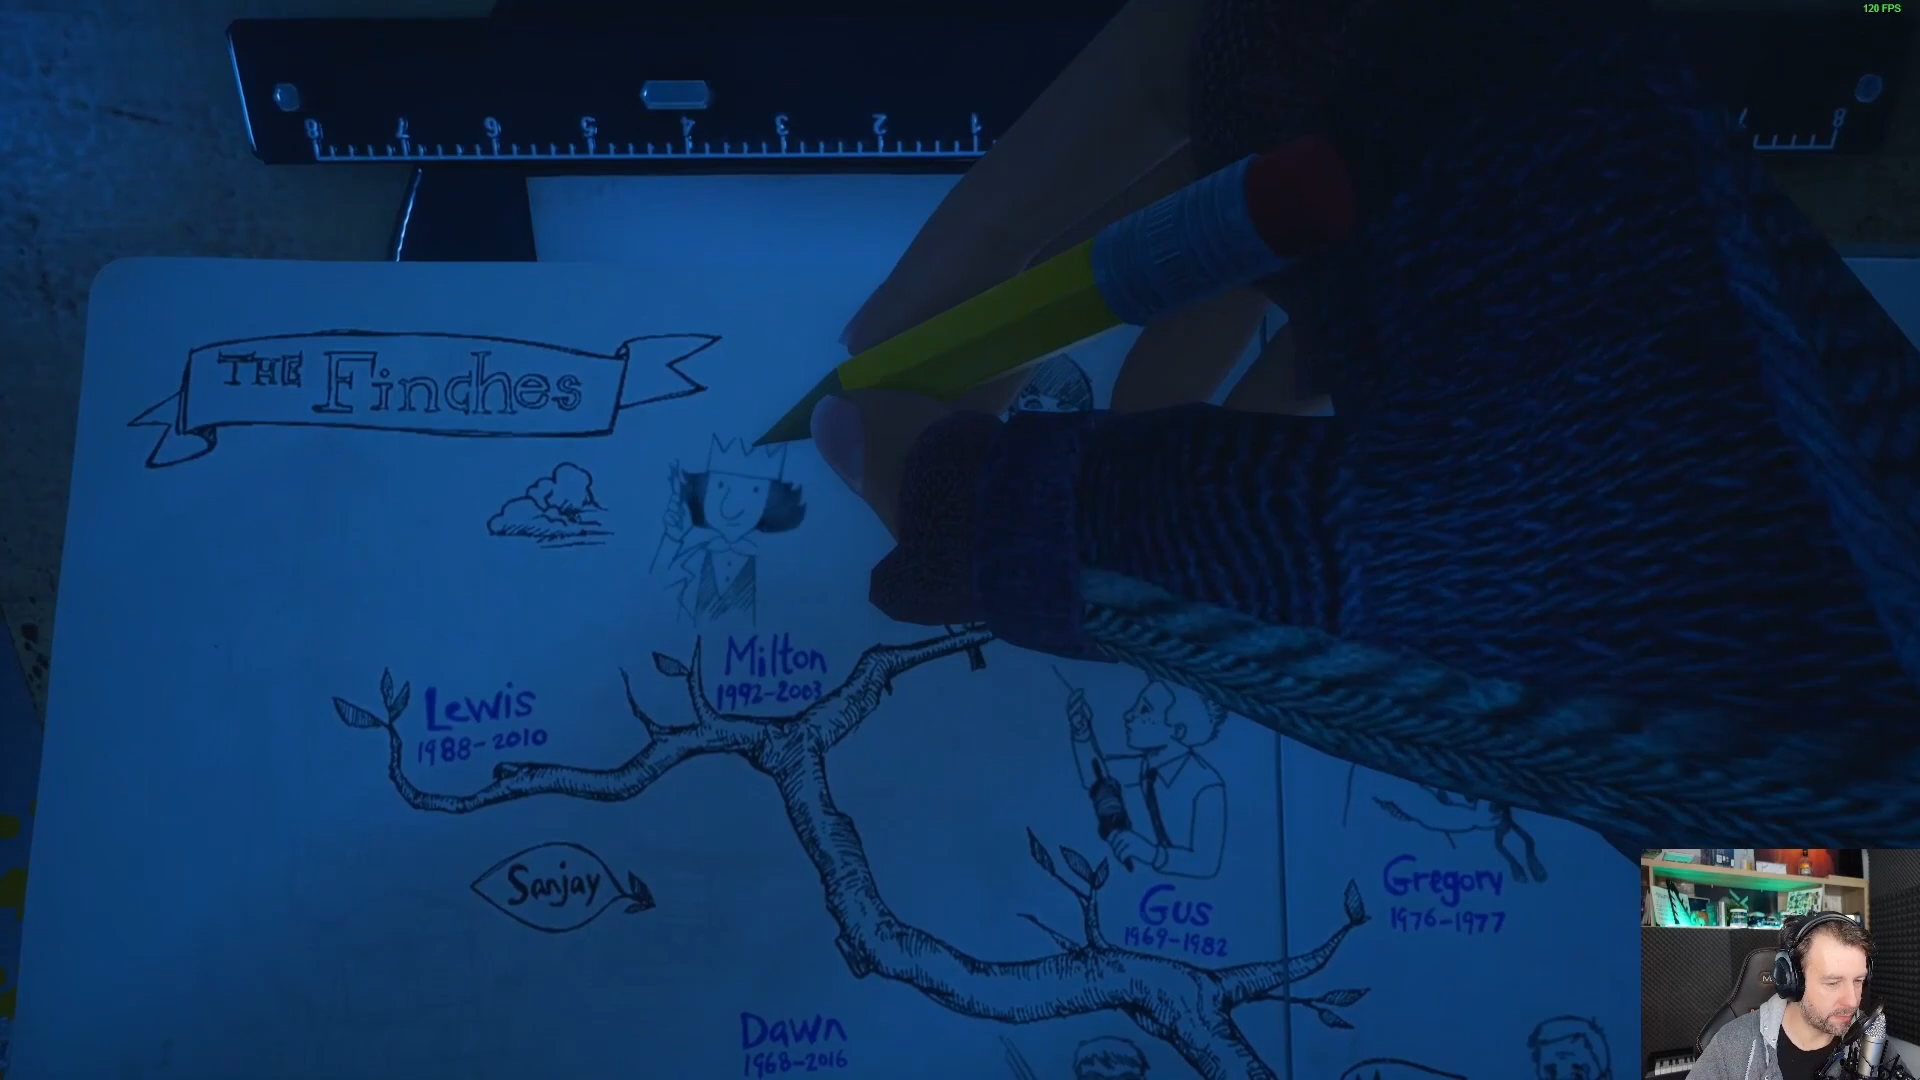 120 FPS
8 7 6 5 4 3 2 1
7 8
THE Finches
Milton
1992-2003
Lewis
1988-2010
Sanjay
Gus
1969-1982
Gregory
1976-1977
Dawn
1968-2016